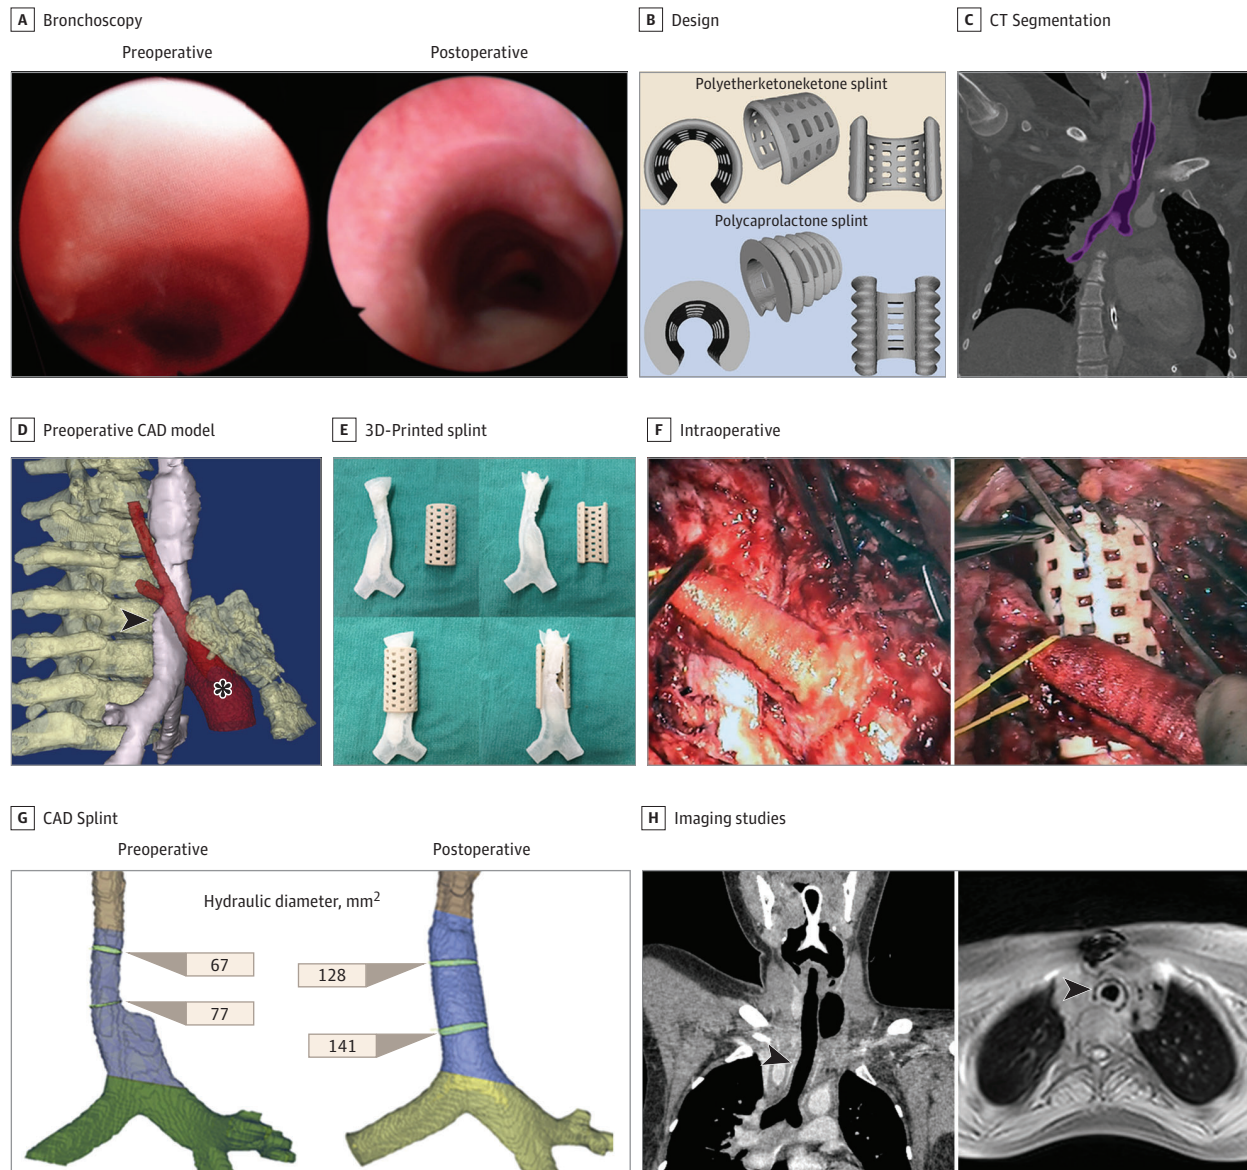 A Bronchoscopy
Preoperative
Postoperative
B Design
Polyetherketoneketone splint
Polycaprolactone splint
C CT Segmentation
D Preoperative CAD model
E 3D-Printed splint
F Intraoperative
G CAD Splint
Preoperative
Postoperative
Hydraulic diameter, mm²
67
77
128
141
H Imaging studies